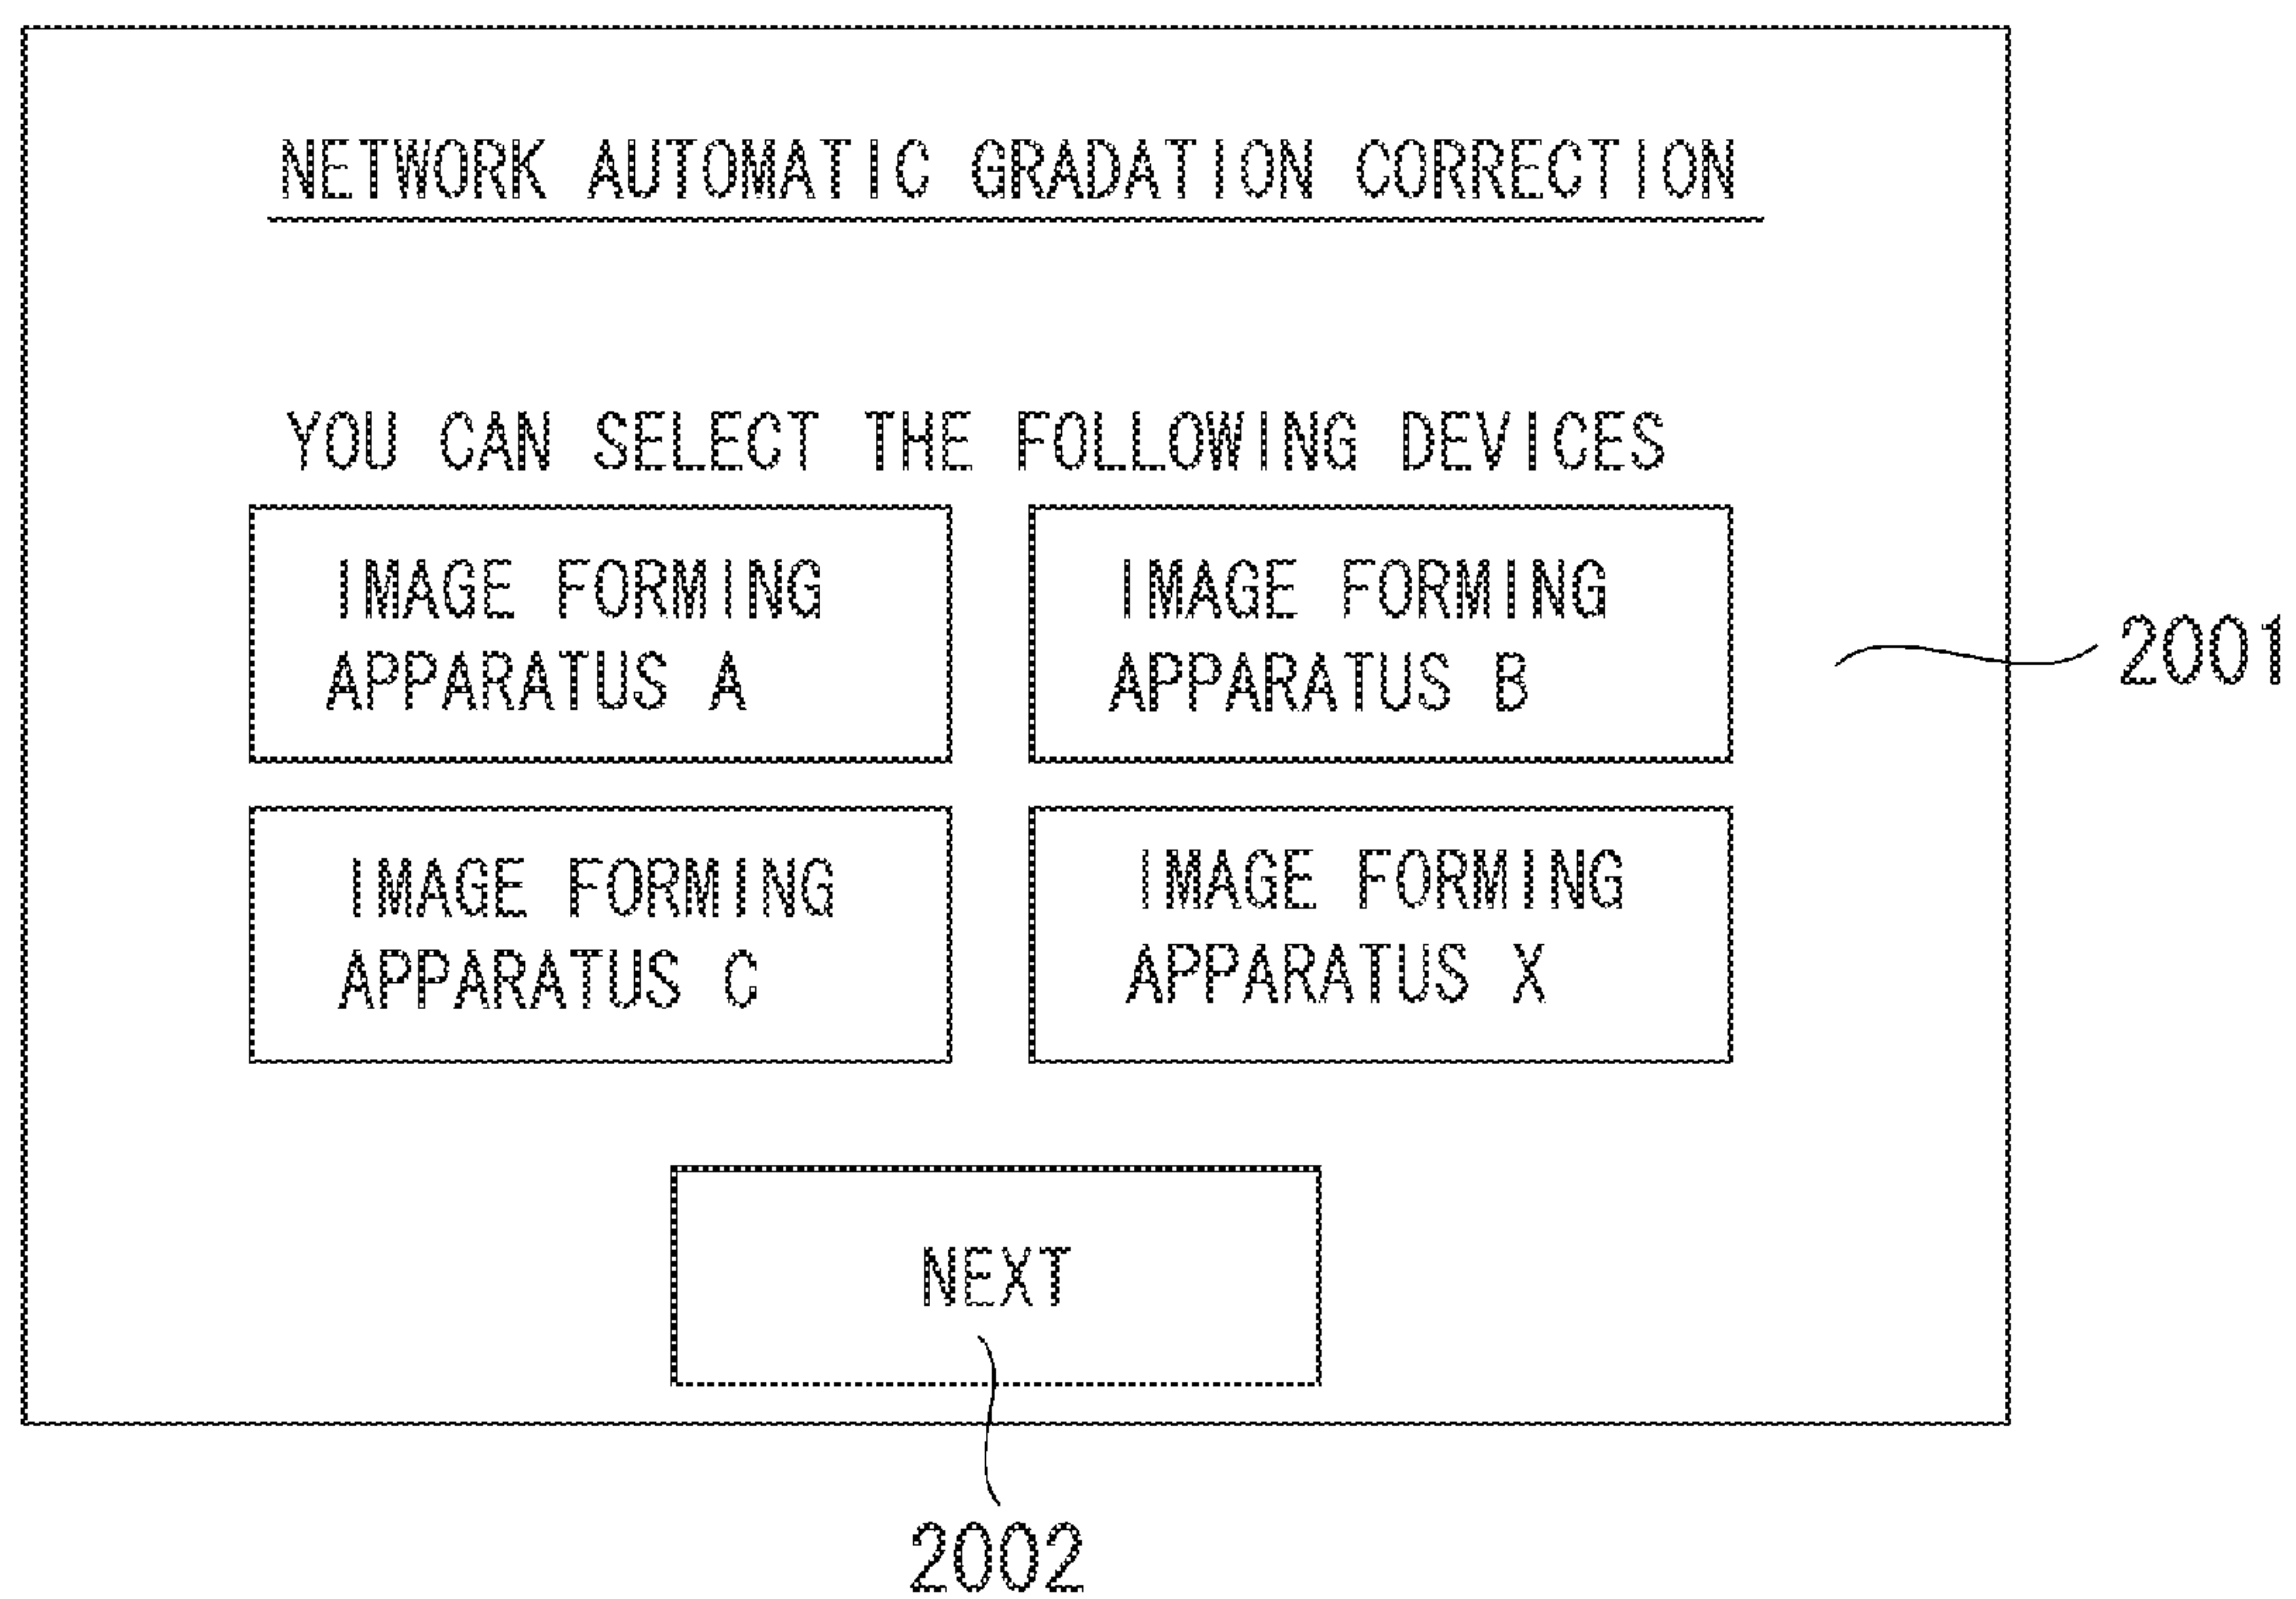 NETWORK AUTOMATIC GRADATION CORRECTION
YOU CAN SELECT THE FOLLOWING DEVICES
IMAGE FORMING
APPARATUS A
IMAGE FORMING
APPARATUS B
2001
IMAGE FORMING
APPARATUS C
IMAGE FORMING
APPARATUS X
NEXT
2002